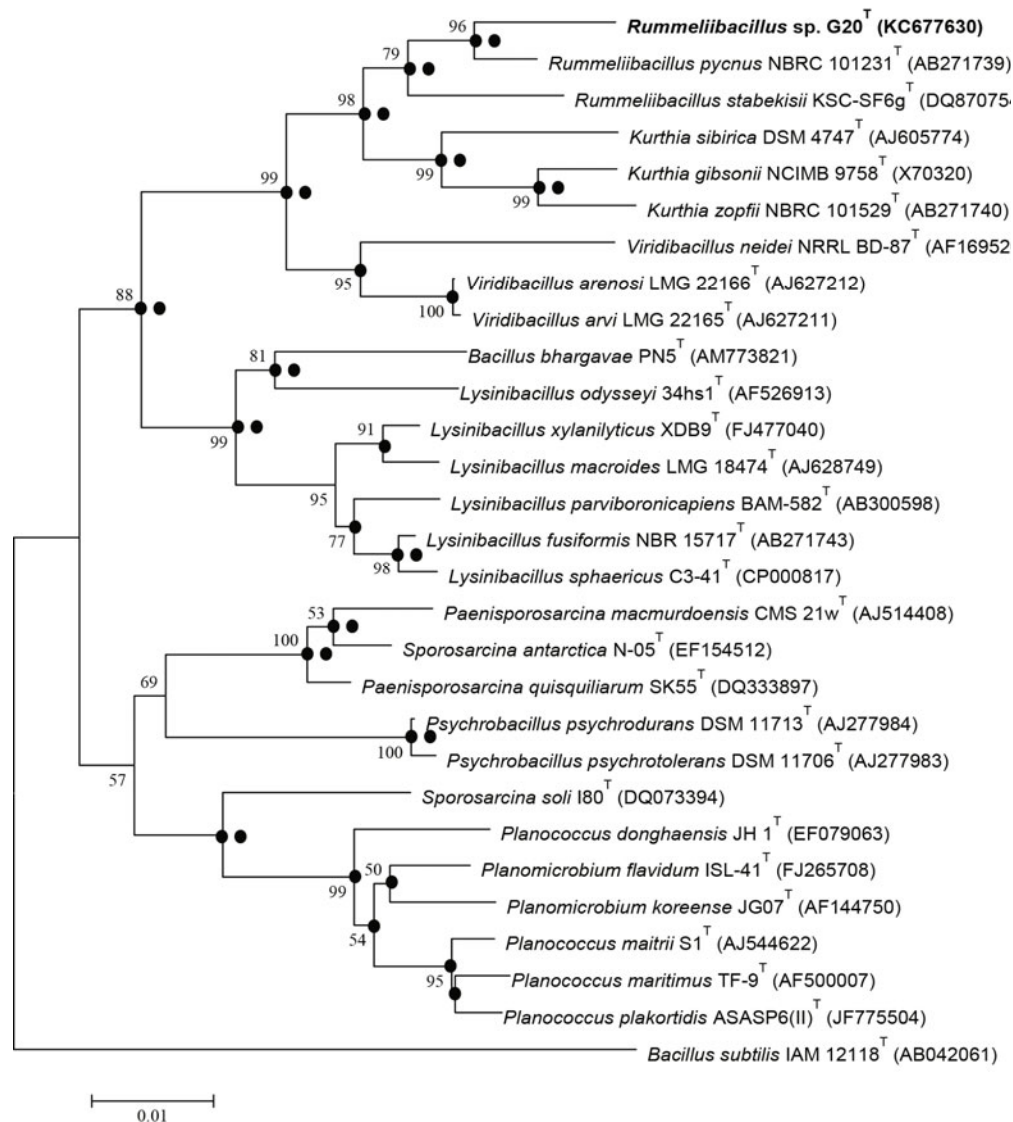 96
Rummeliibacillus sp. G20T (KC677630)
79
Rummeliibacillus pycnus NBRC 101231T (AB271739)
98
Rummeliibacillus stabekisii KSC-SF6gT (DQ870754
Kurthia sibirica DSM 4747T (AJ605774)
99
99
Kurthia gibsonii NCIMB 9758T (X70320)
99
Kurthia zopfii NBRC 101529T (AB271740)
Viridibacillus neidei NRRL BD-87T (AF16952
95
Viridibacillus arenosi LMG 22166T (AJ627212)
88
100
Viridibacillus arvi LMG 22165T (AJ627211)
81
Bacillus bhargavae PN5T (AM773821)
Lysinibacillus odysseyi 34hs1T (AF526913)
99
91
Lysinibacillus xylanilyticus XDB9T (FJ477040)
Lysinibacillus macroides LMG 18474T (AJ628749)
95
Lysinibacillus parviboronicapiens BAM-582T (AB300598)
77
Lysinibacillus fusiformis NBR 15717T (AB271743)
98
Lysinibacillus sphaericus C3-41T (CP000817)
53
Paenisporosarcina macmurdoensis CMS 21wT (AJ514408)
100
Sporosarcina antarctica N-05T (EF154512)
69
Paenisporosarcina quisquiliarum SK55T (DQ333897)
Psychrobacillus psychrodurans DSM 11713T (AJ277984)
100
Psychrobacillus psychrotolerans DSM 11706T (AJ277983)
57
Sporosarcina soli I80T (DQ073394)
Planococcus donghaensis JH 1T (EF079063)
50
Planomicrobium flavidum ISL-41T (FJ265708)
99
Planomicrobium koreense JG07T (AF144750)
54
Planococcus maitrii S1T (AJ544622)
95
Planococcus maritimus TF-9T (AF500007)
Planococcus plakortidis ASASP6(II)T (JF775504)
Bacillus subtilis IAM 12118T (AB042061)
0.01